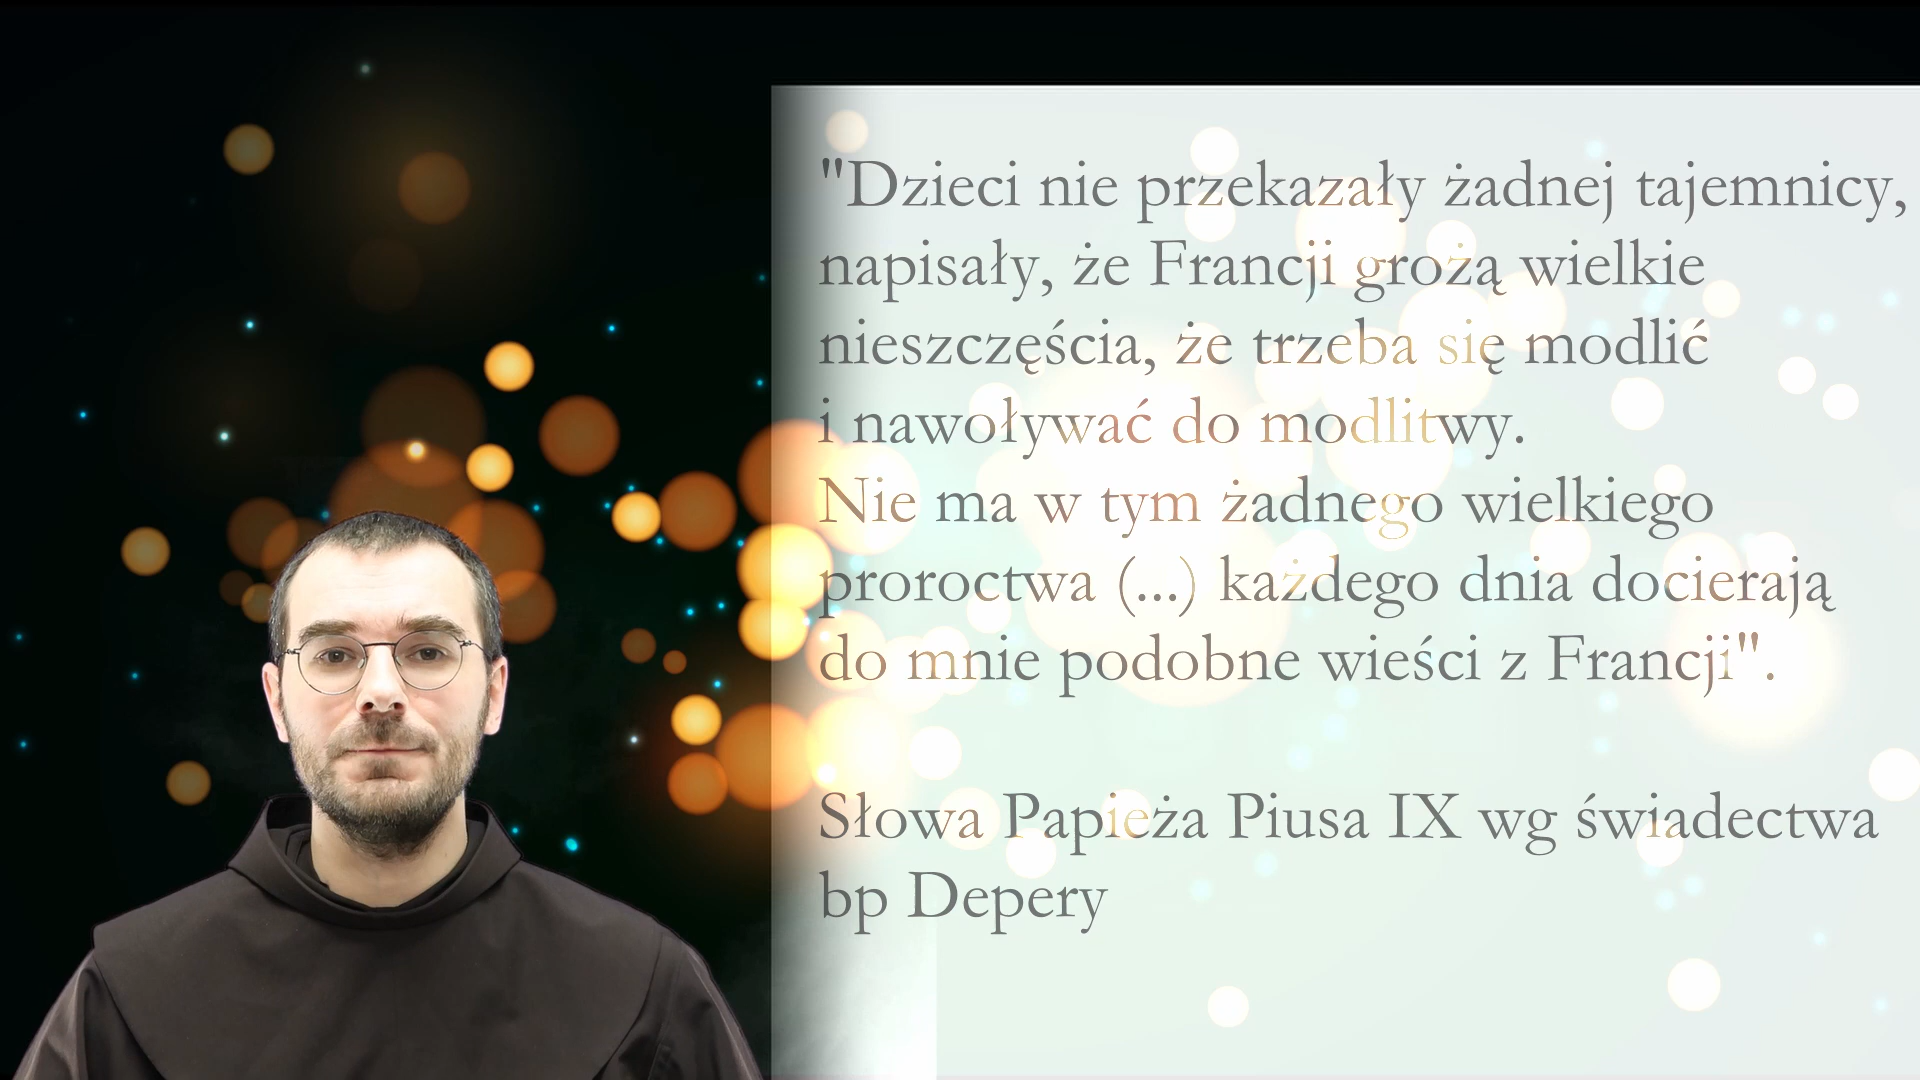 "Dzieci nie przekazały żadnej tajemnicy,
napisały, że Francji grożą wielkie
nieszczęścia, że trzeba się modlić
i nawoływać do modlitwy.
Nie ma w tym żadnego wielkiego
proroctwa (...) każdego dnia docierają
do mnie podobne wieści z Francji".
Słowa Papieża Piusa IX wg świadectwa
bp Depery